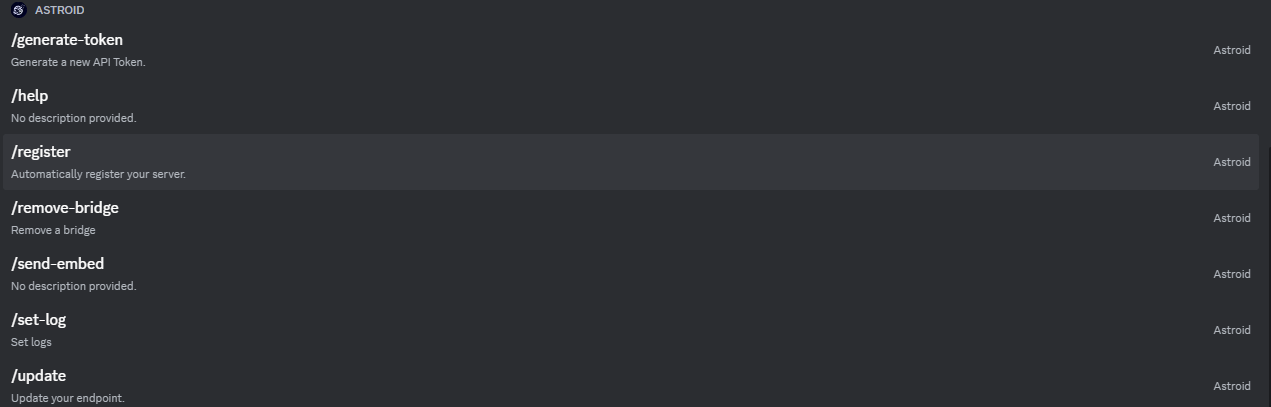 ASTROID
/generate-token
Generate a new API Token.
Astroid
/help
No description provided.
Astroid
/register
Automatically register your server.
Astroid
/remove-bridge
Remove a bridge
Astroid
/send-embed
No description provided.
Astroid
/set-log
Set logs
Astroid
/update
Update your endpoint.
Astroid